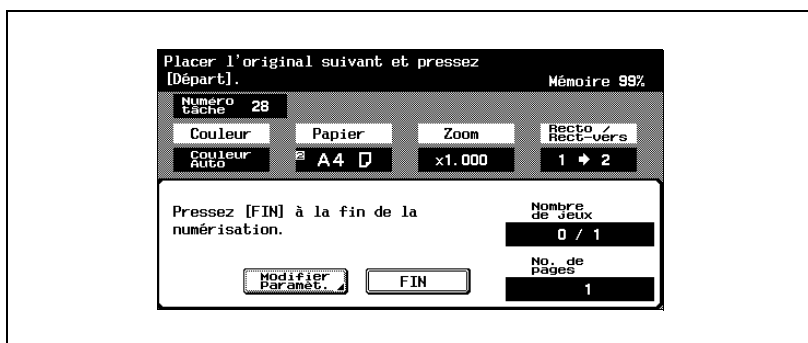 Placer l'original suivant et pressez
[Départ].
Mémoire 99%
Numéro
tâche 28
Couleur
Papier
Zoom
Recto /
Rect-vers
Couleur
Auto
2 A4
x1.000
1 → 2
Pressez [FIN] à la fin de la
numérisation.
Nombre
de jeux
0 / 1
Modifier
Paramèt.
FIN
No. de
pages
1